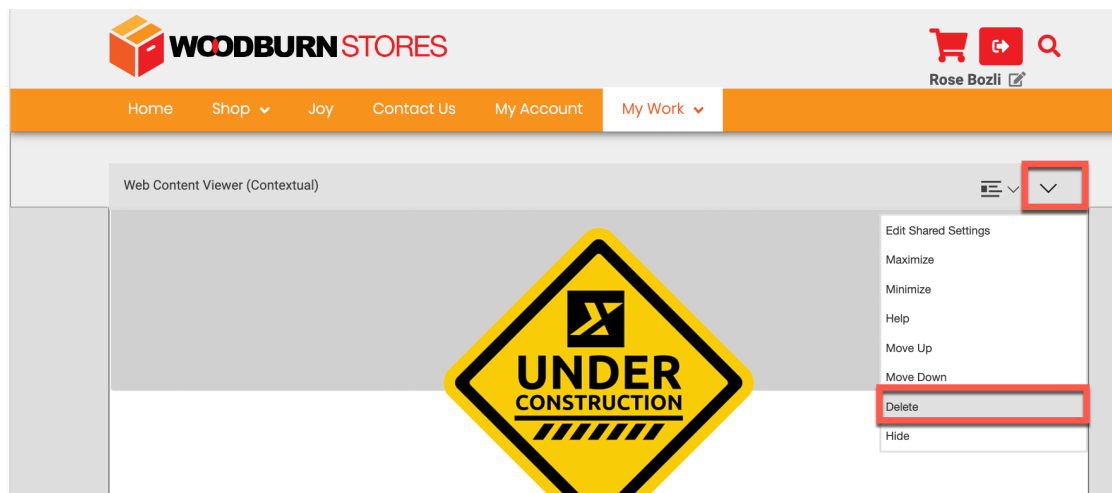 WOODBURN STORES
Rose Bozli
Home Shop Joy Contact Us My Account My Work
Web Content Viewer (Contextual)
Edit Shared Settings
Maximize
Minimize
Help
Move Up
Move Down
Delete
Hide
UNDER
CONSTRUCTION